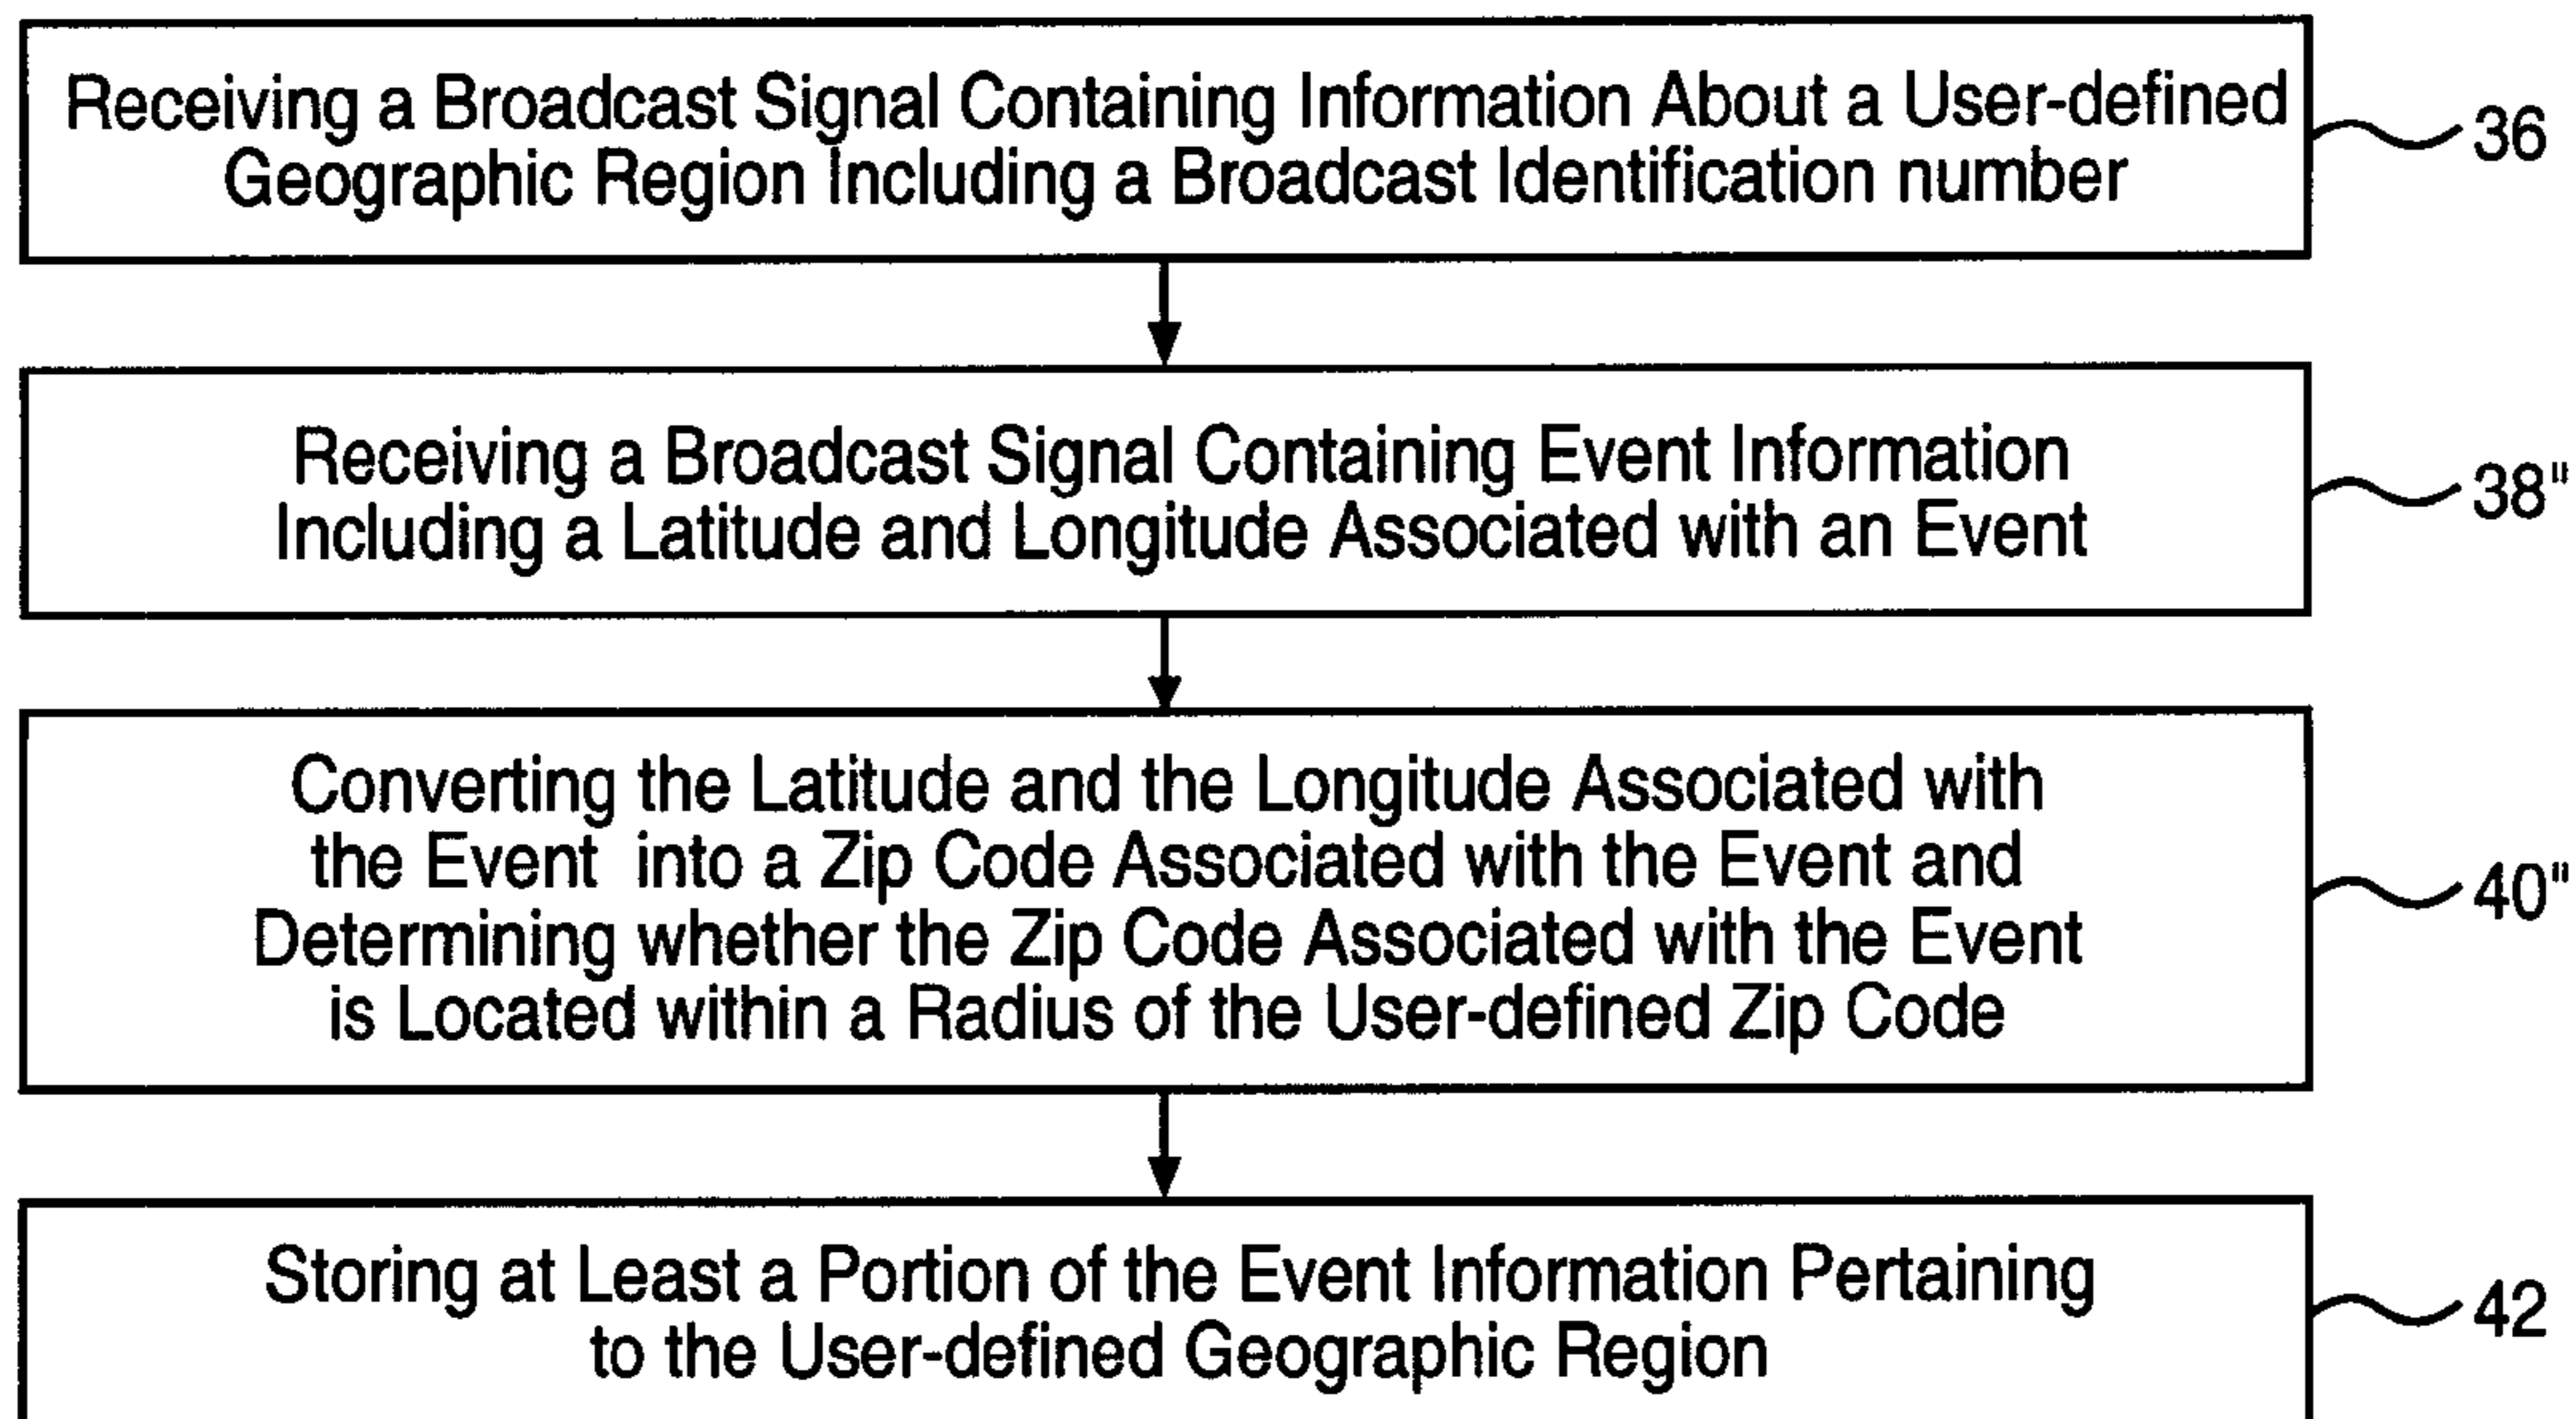 Receiving a Broadcast Signal Containing Information About a User-defined
Geographic Region Including a Broadcast Identification number
36
Receiving a Broadcast Signal Containing Event Information
Including a Latitude and Longitude Associated with an Event
38"
Converting the Latitude and the Longitude Associated with
the Event into a Zip Code Associated with the Event and
Determining whether the Zip Code Associated with the Event
is Located within a Radius of the User-defined Zip Code
40"
Storing at Least a Portion of the Event Information Pertaining
to the User-defined Geographic Region
42